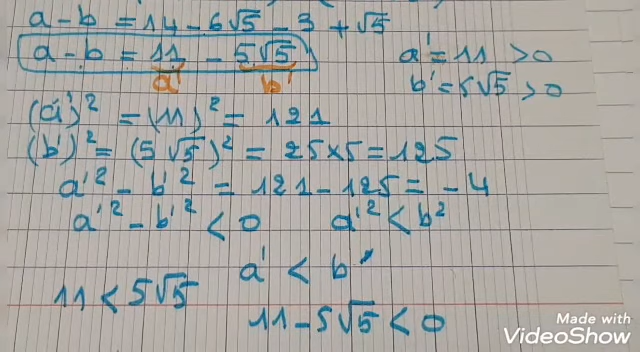 a - b = 14 - 6√5 - 3 + √5
a - b = 11 - 5√5
a' b'
a' = 11 > 0
b' = 5√5 > 0
(a')² = (11)² = 121
(b')² = (5√5)² = 25×5 = 125
a'² - b'² = 121 - 125 = - 4
a'² - b'² < 0 a'² < b²
a' < b'
11 < 5√5
11 - 5√5 < 0
Made with
VideoShow